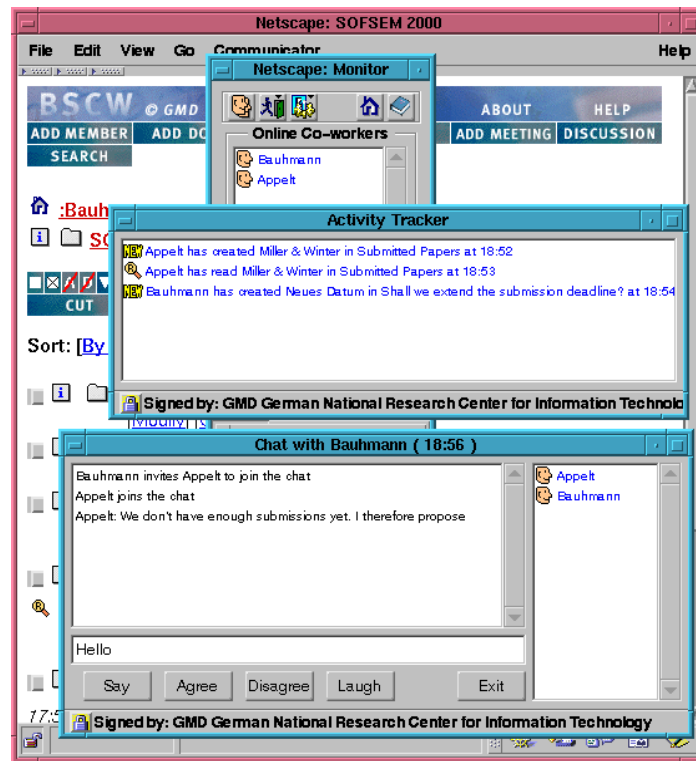 Netscape: SOFSEM 2000
File Edit View Go Communicator Help
Netscape: Monitor
BSCW © GMD ABOUT HELP
ADD MEMBER ADD ADD MEETING DISCUSSION
SEARCH
Online Co-workers
Bauhmann
Appelt
:Bauh
Activity Tracker
Appelt has created Miller & Winter in Submitted Papers at 18:52
Appelt has read Miller & Winter in Submitted Papers at 18:53
Bauhmann has created Neues Datum in Shall we extend the submission deadline? at 18:54
CUT
Sort: [By
Signed by: GMD German National Research Center for Information Technolo
[Modify]
Chat with Bauhmann ( 18:56 )
Bauhmann invites Appelt to join the chat
Appelt joins the chat
Appelt: We don't have enough submissions yet. I therefore propose
Appelt
Bauhmann
Hello
Say Agree Disagree Laugh Exit
Signed by: GMD German National Research Center for Information Technology